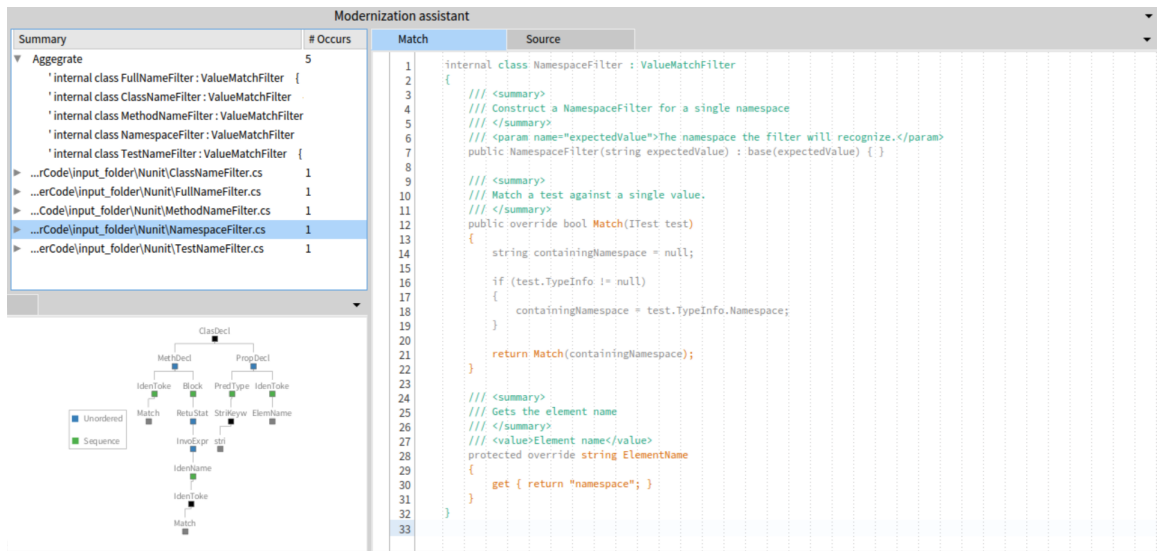 Modernization assistant
Summary # Occurs
Aggegrate 5
' internal class FullNameFilter : ValueMatchFilter {
' internal class ClassNameFilter : ValueMatchFilter
' internal class MethodNameFilter : ValueMatchFilter
' internal class NamespaceFilter : ValueMatchFilter
' internal class TestNameFilter : ValueMatchFilter {
...rCode\input_folder\Nunit\ClassNameFilter.cs 1
...erCode\input_folder\Nunit\FullNameFilter.cs 1
...Code\input_folder\Nunit\MethodNameFilter.cs 1
...rCode\input_folder\Nunit\NamespaceFilter.cs 1
...erCode\input_folder\Nunit\TestNameFilter.cs 1
ClasDecl
MethDecl PropDecl
IdenToke Block PredType IdenToke
Match RetuStat StriKeyw ElemName
Unordered
Sequence
InvoExpr stri
IdenName
IdenToke
Match
Match Source
1 internal class NamespaceFilter : ValueMatchFilter
2 {
3 /// <summary>
4 /// Construct a NamespaceFilter for a single namespace
5 /// </summary>
6 /// <param name="expectedValue">The namespace the filter will recognize.</param>
7 public NamespaceFilter(string expectedValue) : base(expectedValue) { }
8
9 /// <summary>
10 /// Match a test against a single value.
11 /// </summary>
12 public override bool Match(ITest test)
13 {
14 string containingNamespace = null;
15
16 if (test.TypeInfo != null)
17 {
18 containingNamespace = test.TypeInfo.Namespace;
19 }
20
21 return Match(containingNamespace);
22 }
23
24 /// <summary>
25 /// Gets the element name
26 /// </summary>
27 /// <value>Element name</value>
28 protected override string ElementName
29 {
30 get { return "namespace"; }
31 }
32 }
33